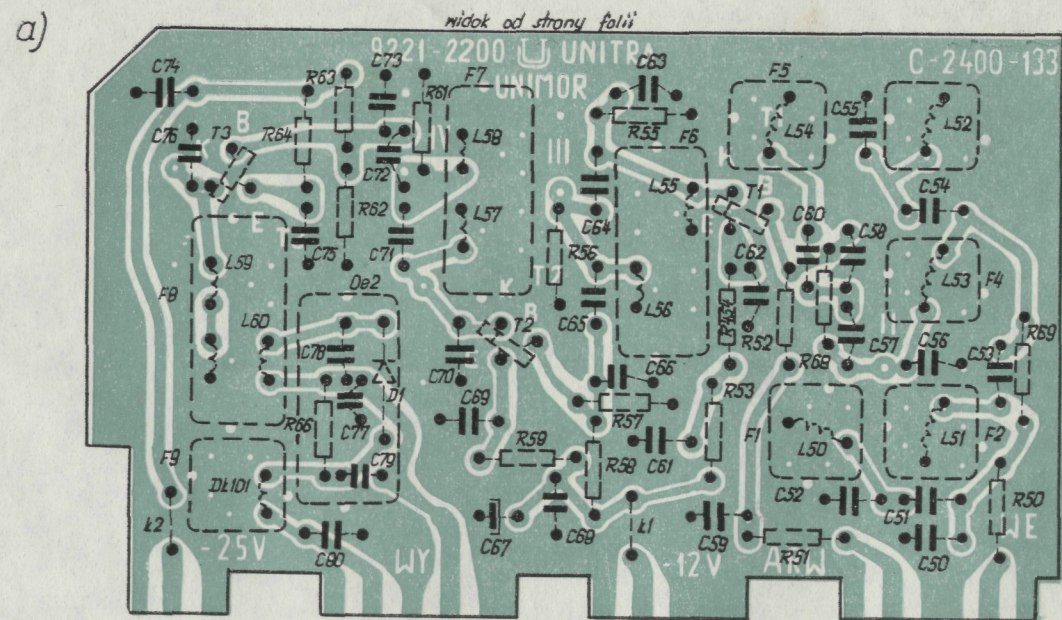 a)
widok od strony folii
9221-2200 U UNITRA
UNIMOR
C-2400-133
C74
C73
R63
R61
F7
C63
F5
C55
L52
C76
T3
B
R64
C72
L58
III
R55
F6
L54
T
K
E
T
R62
C75
C71
L57
R56
C64
L55
T1
B
E
C62
C60
C58
C54
L53
F4
L59
F8
De2
L60
C78
D1
K
T2
B
T2
C70
C65
L56
R54
R52
R68
C57
C56
C53
R69
C66
R66
C77
C69
R57
R53
F1
L50
L51
F2
F9
Dł101
C79
R59
R58
C61
C52
C51
R50
ł2
-25V
C80
WY
C67
C68
ł1
-12V
C59
ARW
R51
C50
WE